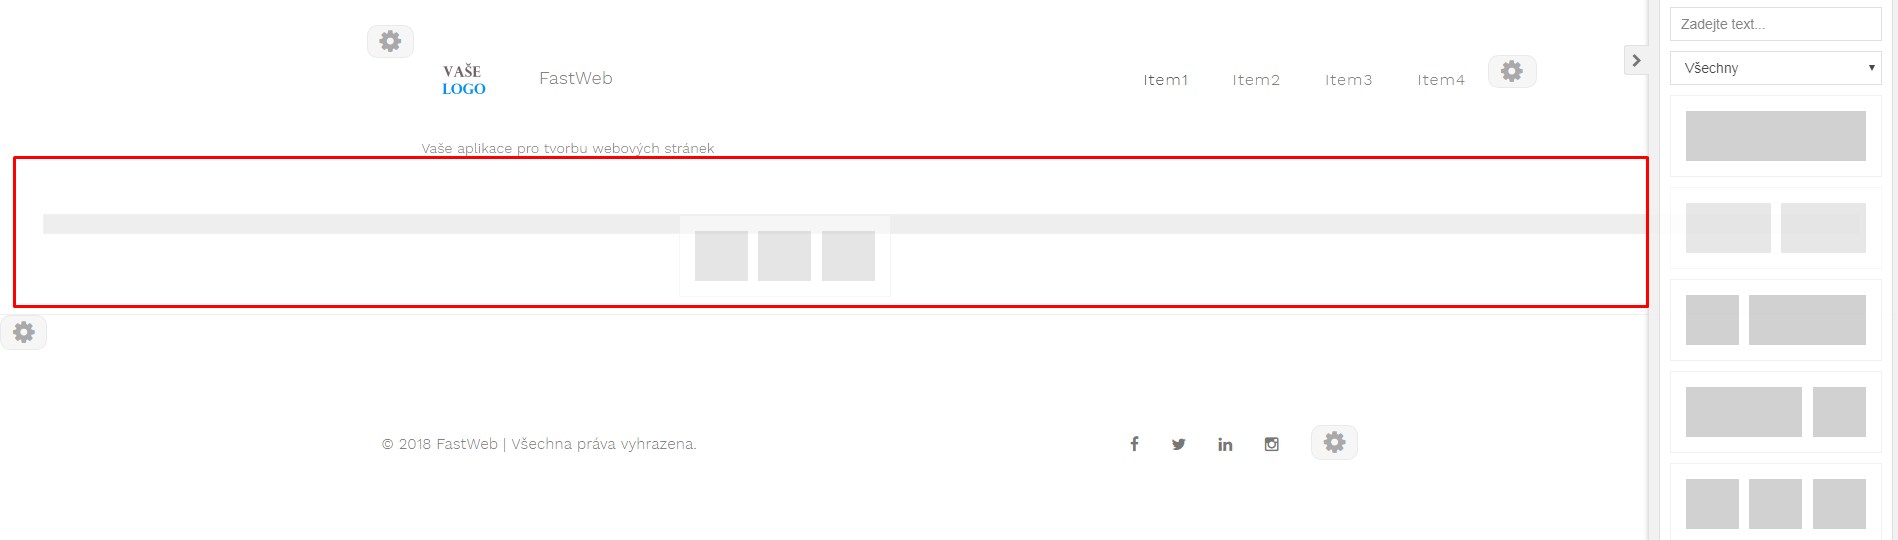 VAŠE
LOGO
FastWeb
Item1 Item2 Item3 Item4
Vaše aplikace pro tvorbu webových stránek
© 2018 FastWeb | Všechna práva vyhrazena.
Zadejte text...
Všechny